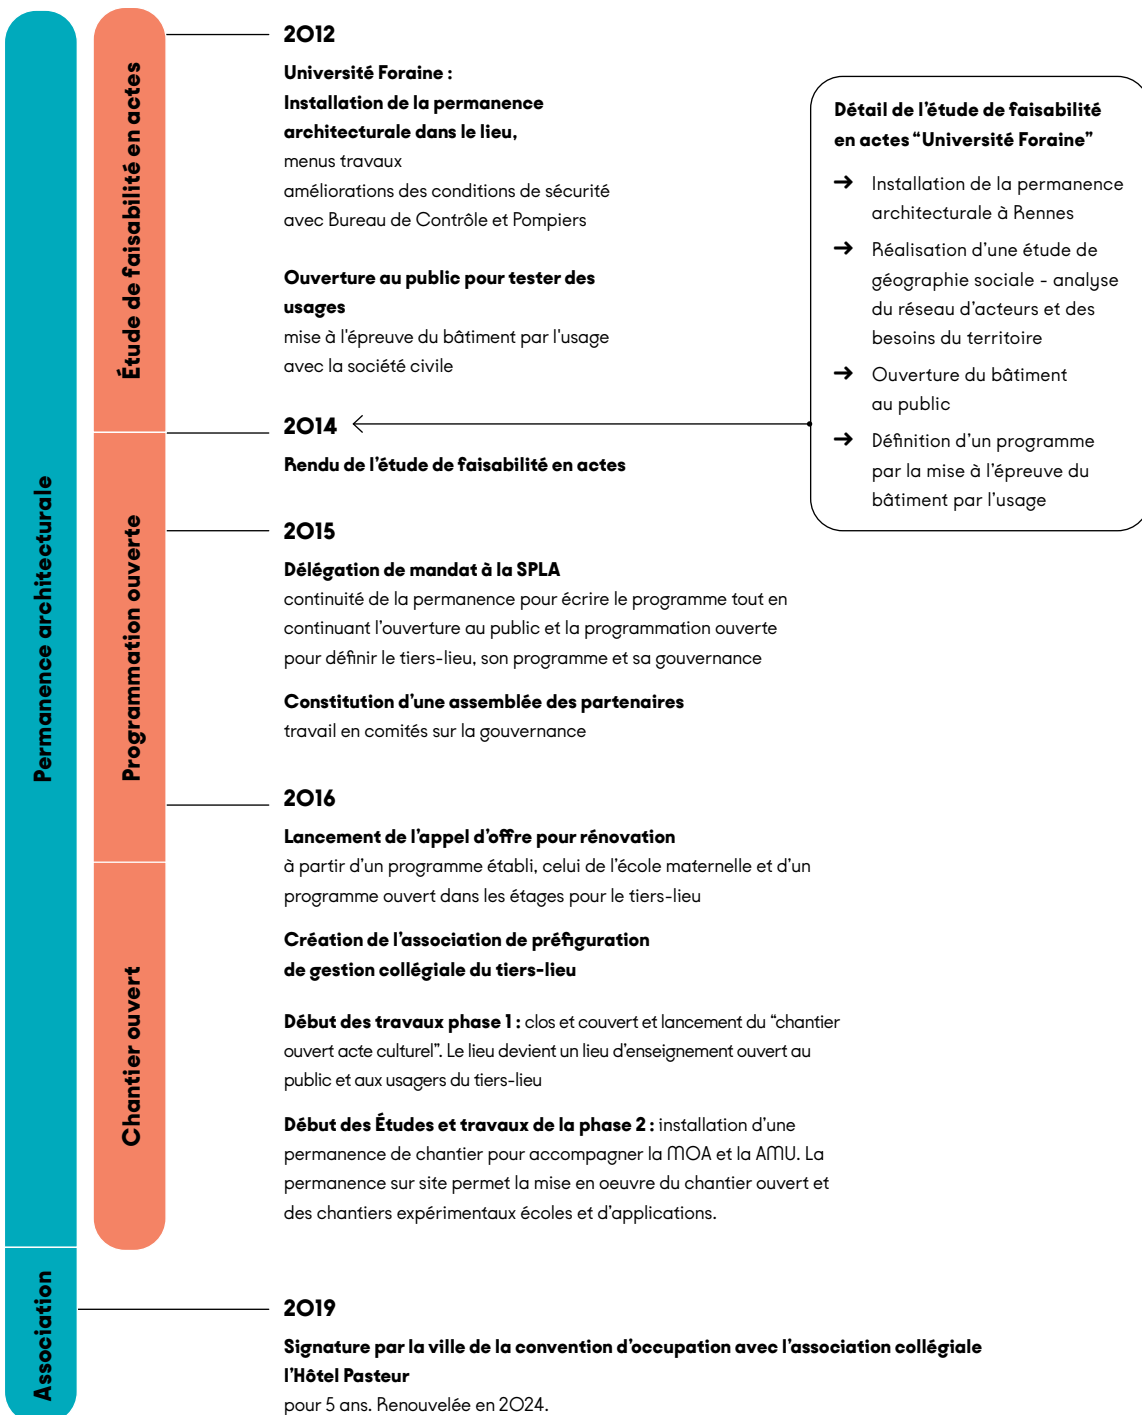 Permanence architecturale
Association
Étude de faisabilité en actes
Programmation ouverte
Chantier ouvert
2012
Université Foraine :
Installation de la permanence
architecturale dans le lieu,
menus travaux
améliorations des conditions de sécurité
avec Bureau de Contrôle et Pompiers
Ouverture au public pour tester des
usages
mise à l'épreuve du bâtiment par l'usage
avec la société civile
Détail de l'étude de faisabilité
en actes “Université Foraine”
→ Installation de la permanence
architecturale à Rennes
→ Réalisation d'une étude de
géographie sociale - analyse
du réseau d'acteurs et des
besoins du territoire
→ Ouverture du bâtiment
au public
→ Définition d'un programme
par la mise à l'épreuve du
bâtiment par l'usage
2014
Rendu de l'étude de faisabilité en actes
2015
Délégation de mandat à la SPLA
continuité de la permanence pour écrire le programme tout en
continuant l'ouverture au public et la programmation ouverte
pour définir le tiers-lieu, son programme et sa gouvernance
Constitution d'une assemblée des partenaires
travail en comités sur la gouvernance
2016
Lancement de l'appel d'offre pour rénovation
à partir d'un programme établi, celui de l'école maternelle et d'un
programme ouvert dans les étages pour le tiers-lieu
Création de l'association de préfiguration
de gestion collégiale du tiers-lieu
Début des travaux phase 1 : clos et couvert et lancement du “chantier
ouvert acte culturel”. Le lieu devient un lieu d'enseignement ouvert au
public et aux usagers du tiers-lieu
Début des Études et travaux de la phase 2 : installation d'une
permanence de chantier pour accompagner la MOA et la AMU. La
permanence sur site permet la mise en oeuvre du chantier ouvert et
des chantiers expérimentaux écoles et d'applications.
2019
Signature par la ville de la convention d'occupation avec l'association collégiale
l'Hôtel Pasteur
pour 5 ans. Renouvelée en 2024.